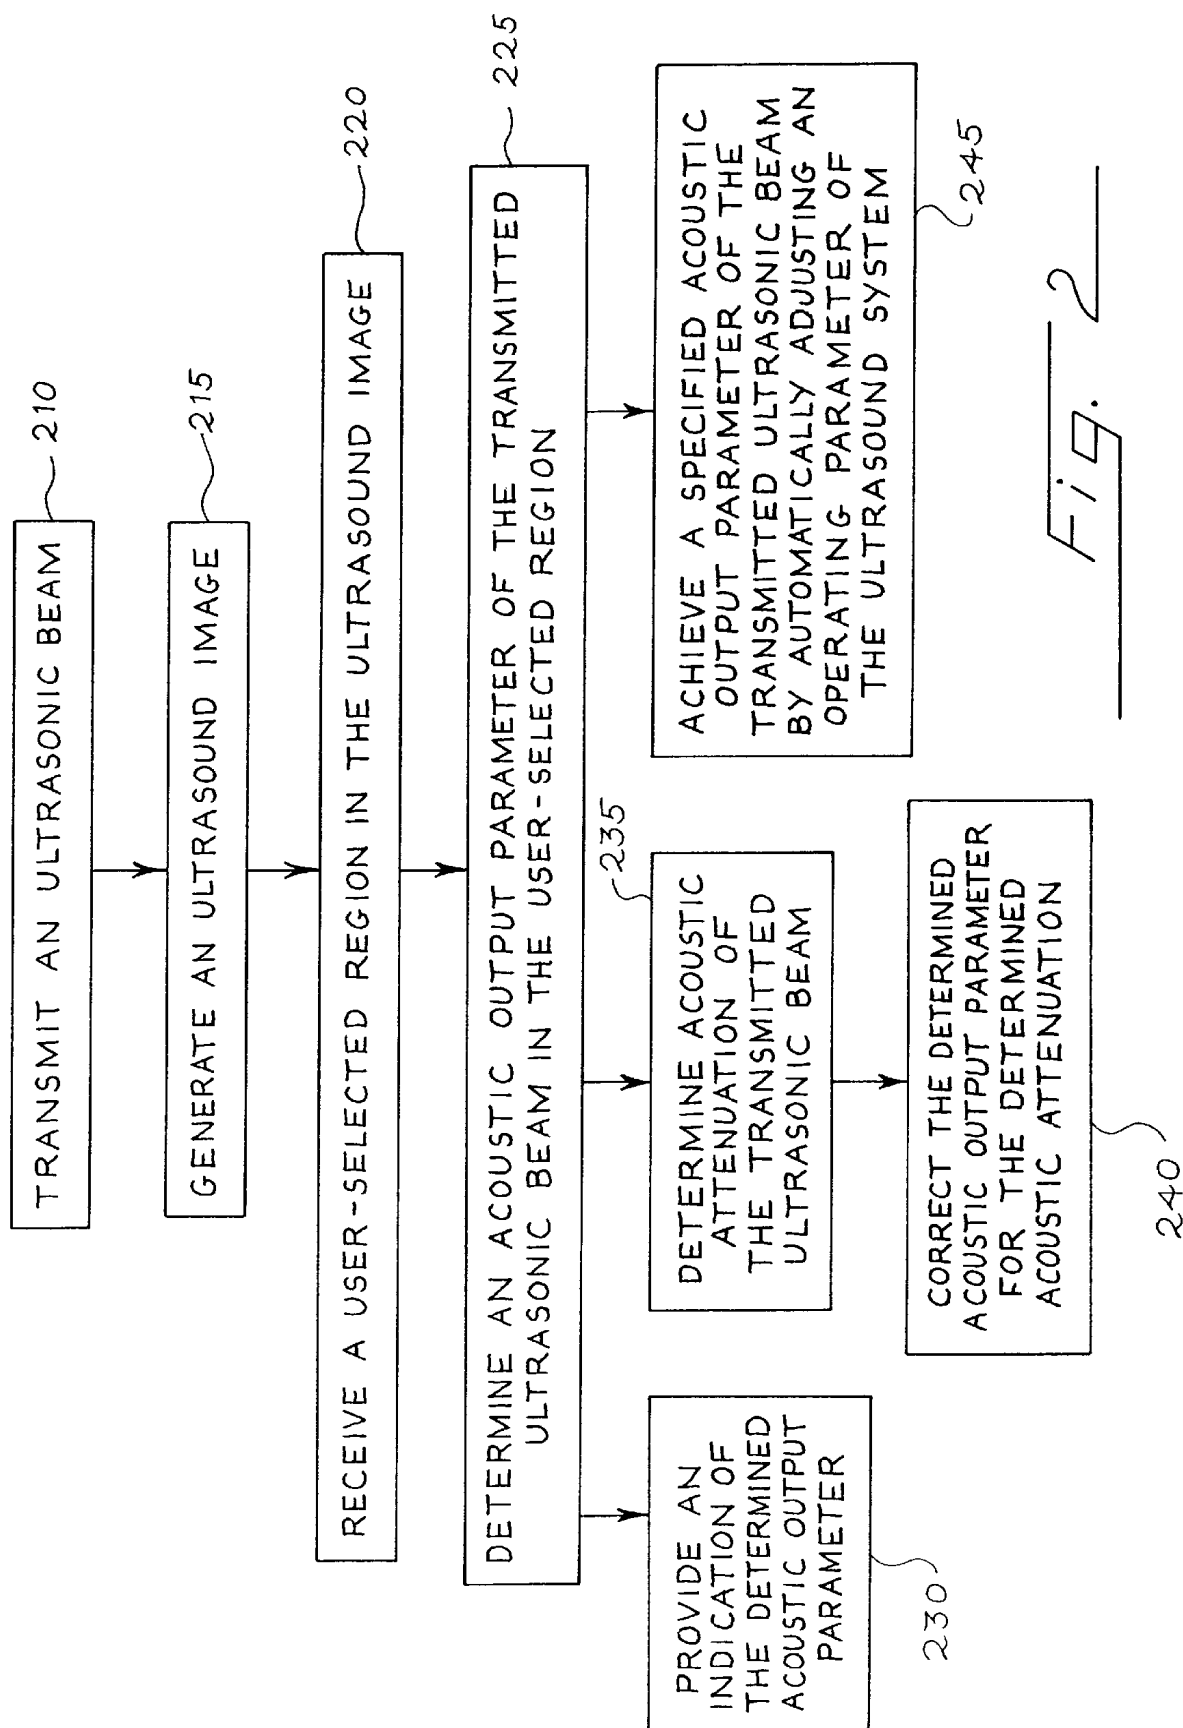 TRANSMIT AN ULTRASONIC BEAM
210
GENERATE AN ULTRASOUND IMAGE
215
RECEIVE A USER-SELECTED REGION IN THE ULTRASOUND IMAGE
220
DETERMINE AN ACOUSTIC OUTPUT PARAMETER OF THE TRANSMITTED
ULTRASONIC BEAM IN THE USER-SELECTED REGION
225
PROVIDE AN
INDICATION OF
THE DETERMINED
ACOUSTIC OUTPUT
PARAMETER
230
DETERMINE ACOUSTIC
ATTENUATION OF
THE TRANSMITTED
ULTRASONIC BEAM
235
CORRECT THE DETERMINED
ACOUSTIC OUTPUT PARAMETER
FOR THE DETERMINED
ACOUSTIC ATTENUATION
240
ACHIEVE A SPECIFIED ACOUSTIC
OUTPUT PARAMETER OF THE
TRANSMITTED ULTRASONIC BEAM
BY AUTOMATICALLY ADJUSTING AN
OPERATING PARAMETER OF
THE ULTRASOUND SYSTEM
245
Fig. 2